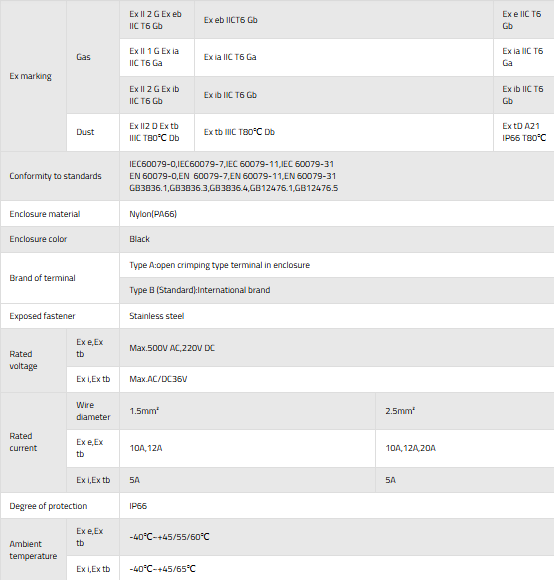 Ex marking
Gas
Ex II 2 G Ex eb
IIC T6 Gb
Ex eb IICT6 Gb
Ex e IIC T6
Gb
Ex II 1 G Ex ia
IIC T6 Ga
Ex ia IIC T6 Ga
Ex ia IIC T6
Ga
Ex II 2 G Ex ib
IIC T6 Gb
Ex ib IIC T6 Gb
Ex ib IIC T6
Gb
Dust
Ex II2 D Ex tb
IIIC T80℃ Db
Ex tb IIIC T80℃ Db
Ex tD A21
IP66 T80℃
Conformity to standards
IEC60079-0,IEC60079-7,IEC 60079-11,IEC 60079-31
EN 60079-0,EN 60079-7,EN 60079-11,EN 60079-31
GB3836.1,GB3836.3,GB3836.4,GB12476.1,GB12476.5
Enclosure material
Nylon(PA66)
Enclosure color
Black
Brand of terminal
Type A:open crimping type terminal in enclosure
Type B (Standard):International brand
Exposed fastener
Stainless steel
Rated
voltage
Ex e,Ex
tb
Max.500V AC,220V DC
Ex i,Ex tb
Max.AC/DC36V
Rated
current
Wire
diameter
1.5mm²
2.5mm²
Ex e,Ex
tb
10A,12A
10A,12A,20A
Ex i,Ex tb
5A
5A
Degree of protection
IP66
Ambient
temperature
Ex e,Ex
tb
-40℃~+45/55/60℃
Ex i,Ex tb
-40℃~+45/65℃